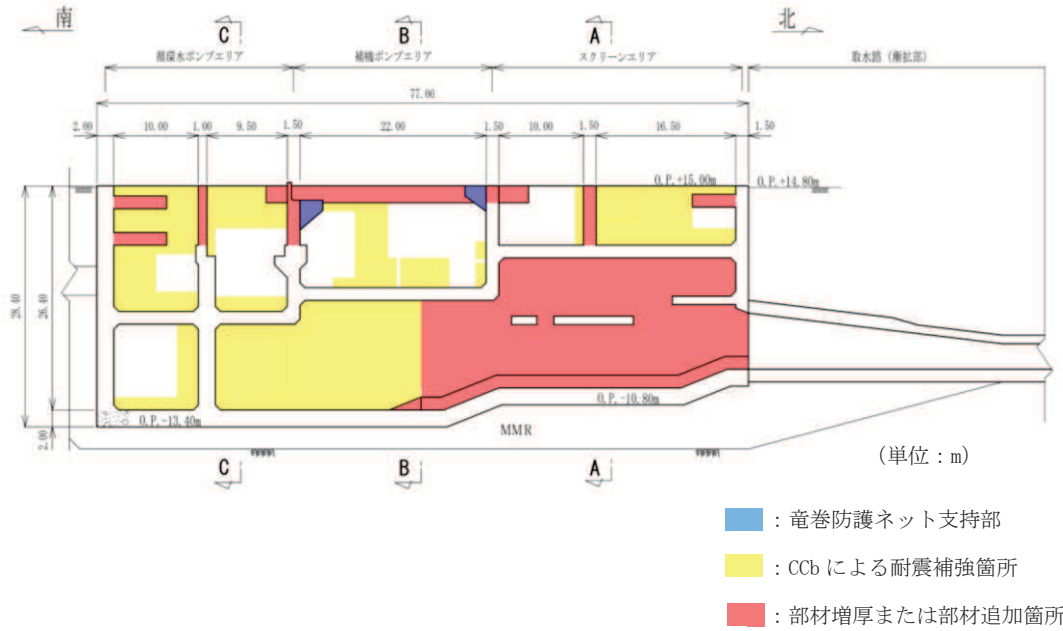 南
北
C
B
A
循環水ポンプエリア
補機ポンプエリア
スクリーンエリア
取水路(漸拡部)
77.00
2.00
10.00
1.00
9.50
1.50
22.00
1.50
10.00
1.50
16.50
1.50
O.P.+15.00m
O.P.+14.80m
28.40
26.40
2.00
O.P.-13.40m
O.P.-10.80m
MMR
C
B
A
(単位:m)
:竜巻防護ネット支持部
:CCb による耐震補強箇所
:部材増厚または部材追加箇所